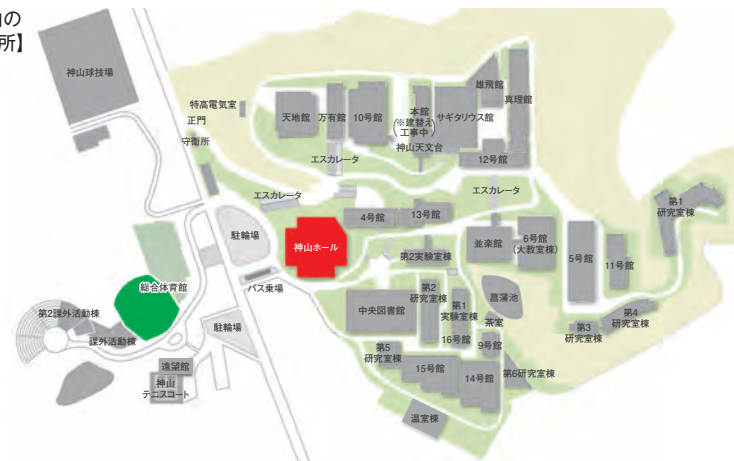 山の
所】
神山球技場
特高電気室
正門
守衛所
天地館
万有館
10号館
本館
(※建替え
工事中)
神山天文台
サギタリウス館
雄飛館
真理館
12号館
エスカレータ
エスカレータ
エスカレータ
4号館
13号館
駐輪場
神山ホール
第2実験室棟
並楽館
6号館
(大教室棟)
5号館
11号館
第1
研究室棟
総合体育館
バス乗場
第2課外活動棟
課外活動棟
駐輪場
遠望館
神山
テニスコート
中央図書館
第2
研究室棟
第1
実験室棟
16号館
菖蒲池
茶室
9号館
第3
研究室棟
第4
研究室棟
第5
研究室棟
15号館
14号館
第6研究室棟
温室棟